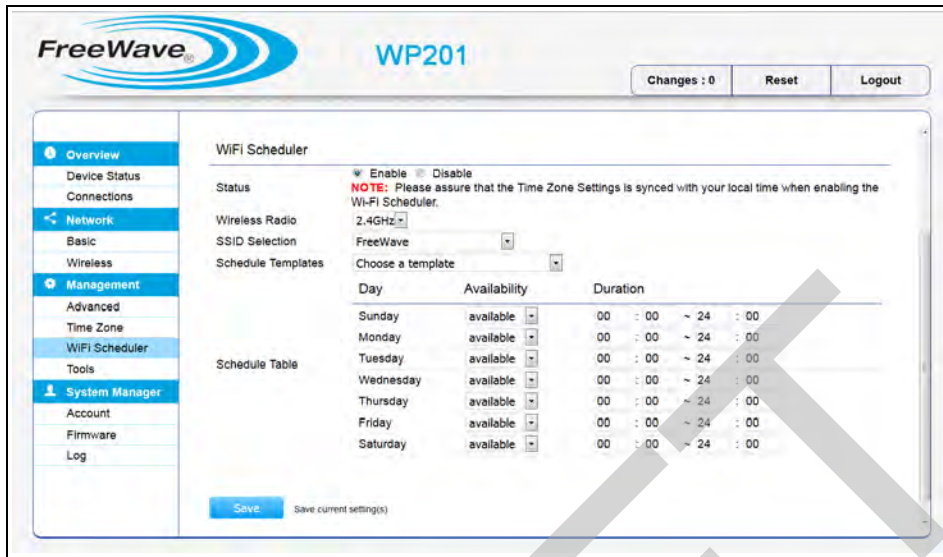 FreeWave®
WP201
Changes : 0 Reset Logout
Overview
Device Status
Connections
Network
Basic
Wireless
Management
Advanced
Time Zone
WiFi Scheduler
Tools
System Manager
Account
Firmware
Log
WiFi Scheduler
Status Enable Disable
NOTE: Please assure that the Time Zone Settings is synced with your local time when enabling the
Wi-Fi Scheduler.
Wireless Radio 2.4GHz
SSID Selection FreeWave
Schedule Templates Choose a template
Schedule Table
Day Availability Duration
Sunday available 00 : 00 ~ 24 : 00
Monday available 00 : 00 ~ 24 : 00
Tuesday available 00 : 00 ~ 24 : 00
Wednesday available 00 : 00 ~ 24 : 00
Thursday available 00 : 00 ~ 24 : 00
Friday available 00 : 00 ~ 24 : 00
Saturday available 00 : 00 ~ 24 : 00
Save Save current setting(s)